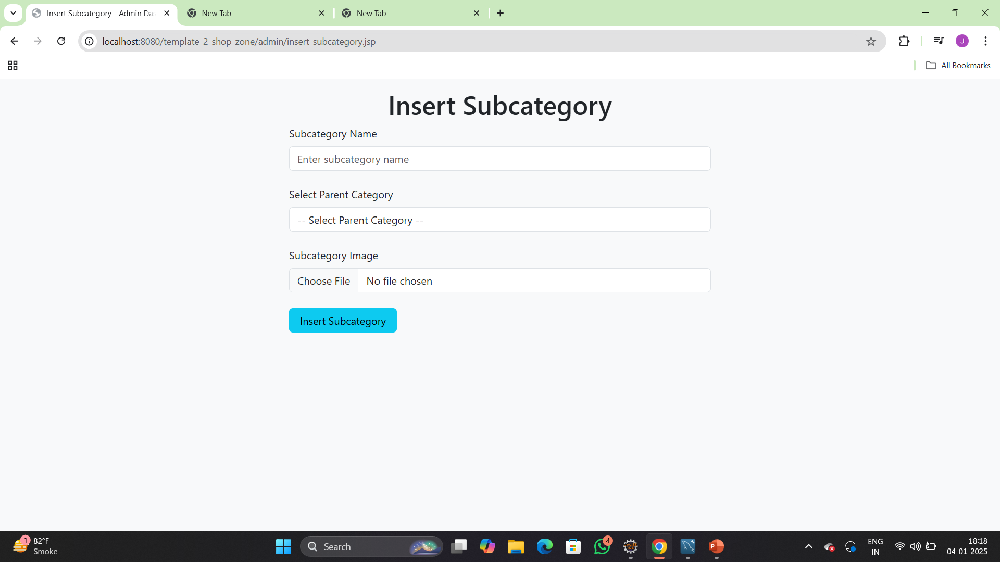 Insert Subcategory - Admin Das
New Tab
New Tab
localhost:8080/template_2_shop_zone/admin/insert_subcategory.jsp
J
All Bookmarks
Insert Subcategory
Subcategory Name
Enter subcategory name
Select Parent Category
-- Select Parent Category --
Subcategory Image
Choose File
No file chosen
Insert Subcategory
1
82°F
Smoke
Search
4
P
ENG
IN
18:18
04-01-2025